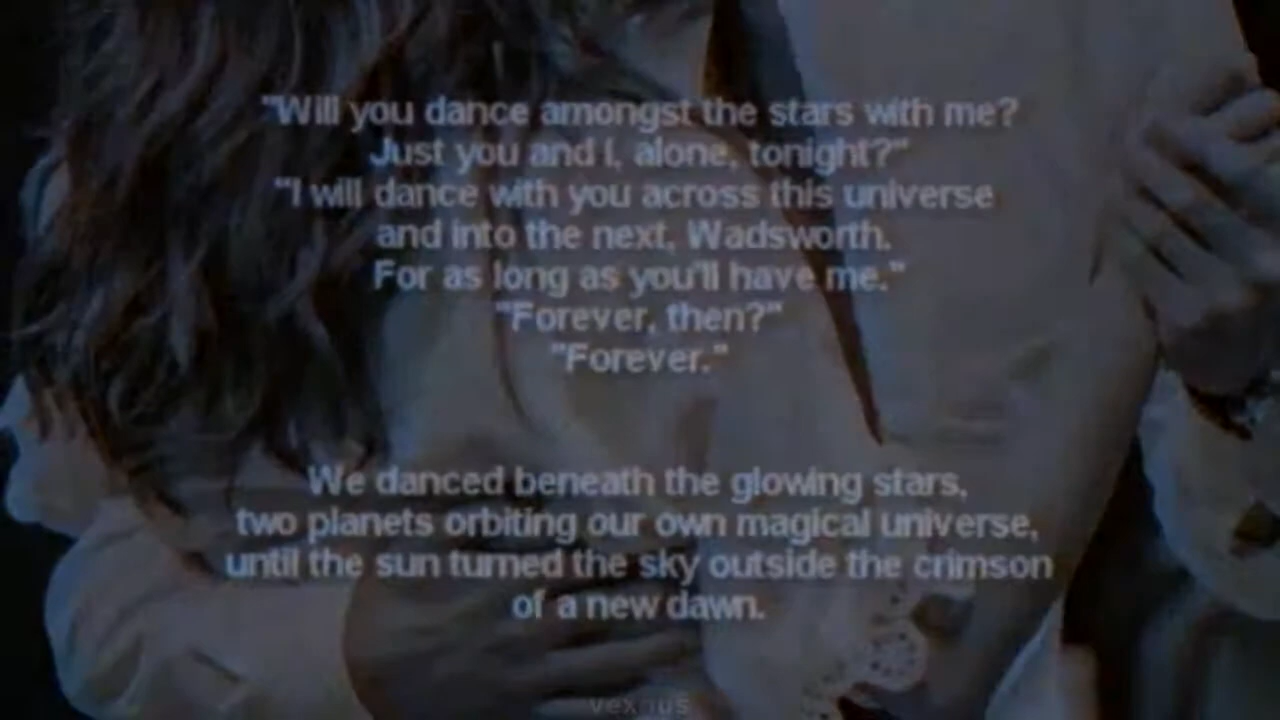 "Will you dance amongst the stars with me?
Just you and I, alone, tonight?"
"I will dance with you across this universe
and into the next, Wadsworth.
For as long as you'll have me."
"Forever, then?"
"Forever."
We danced beneath the glowing stars,
two planets orbiting our own magical universe,
until the sun turned the sky outside the crimson
of a new dawn.